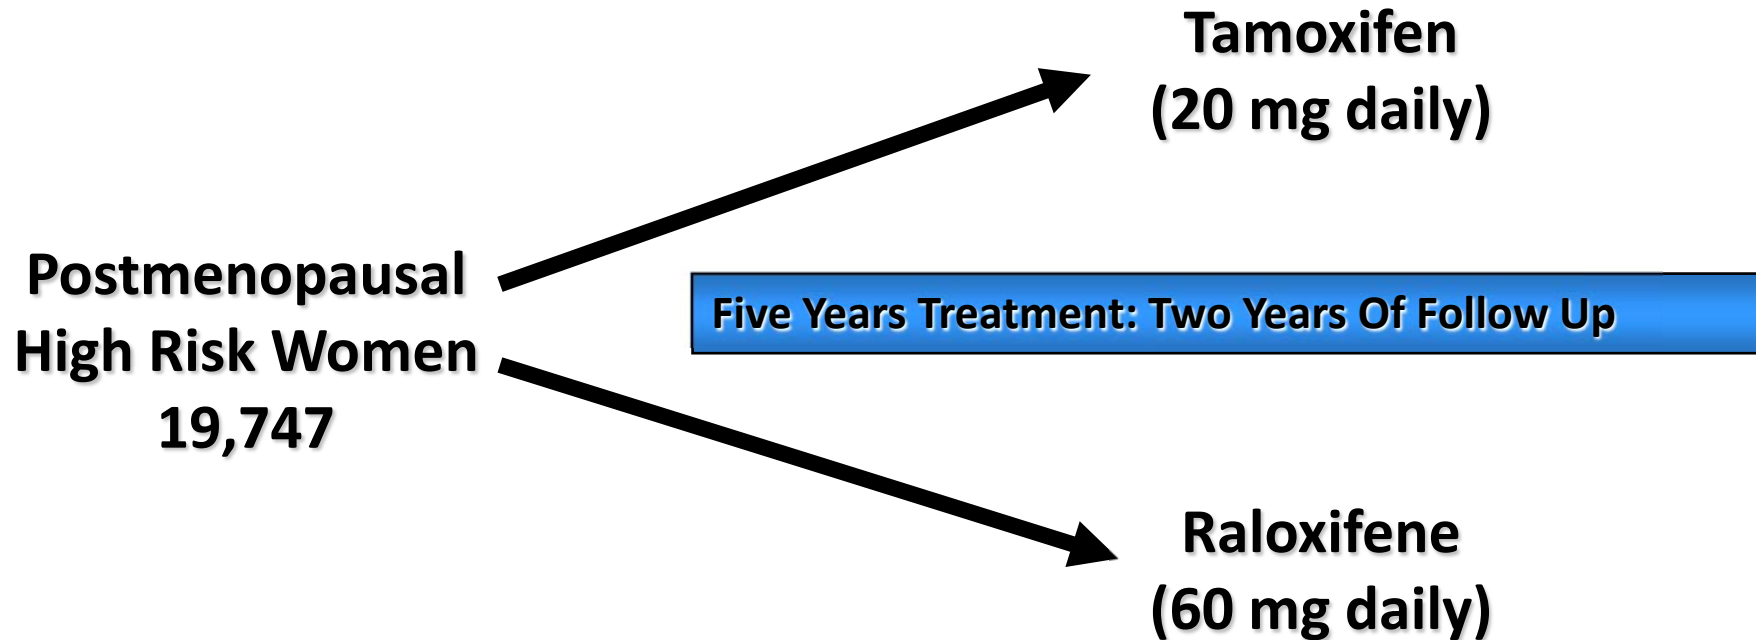 Tamoxifen
(20 mg daily)
Postmenopausal
High Risk Women
19,747
Five Years Treatment: Two Years Of Follow Up
Raloxifene
(60 mg daily)